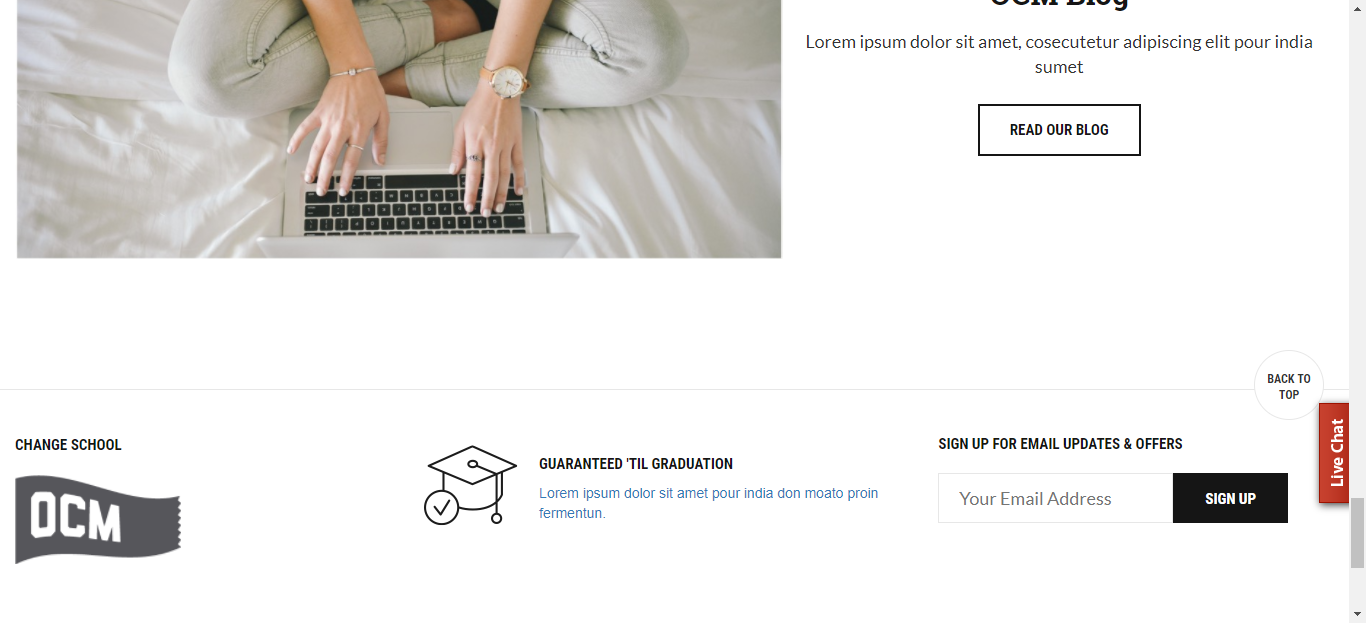 OCM Blog
Lorem ipsum dolor sit amet, cosecutetur adipiscing elit pour india
sumet
READ OUR BLOG
BACK TO
TOP
Live Chat
CHANGE SCHOOL
OCM
GUARANTEED 'TIL GRADUATION
Lorem ipsum dolor sit amet pour india don moato proin
fermentun.
SIGN UP FOR EMAIL UPDATES & OFFERS
Your Email Address
SIGN UP